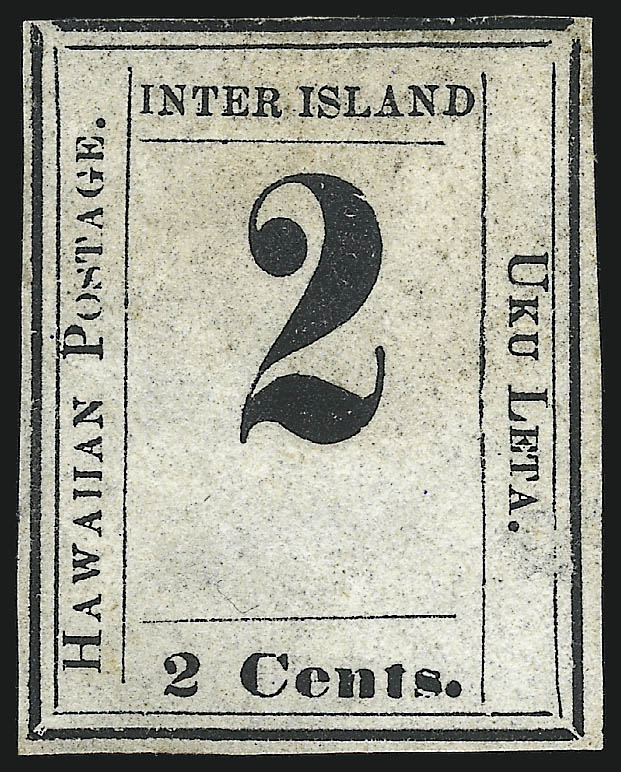 INTER ISLAND
HAWAIIAN POSTAGE.
2
UKU LETA.
2 Cents.